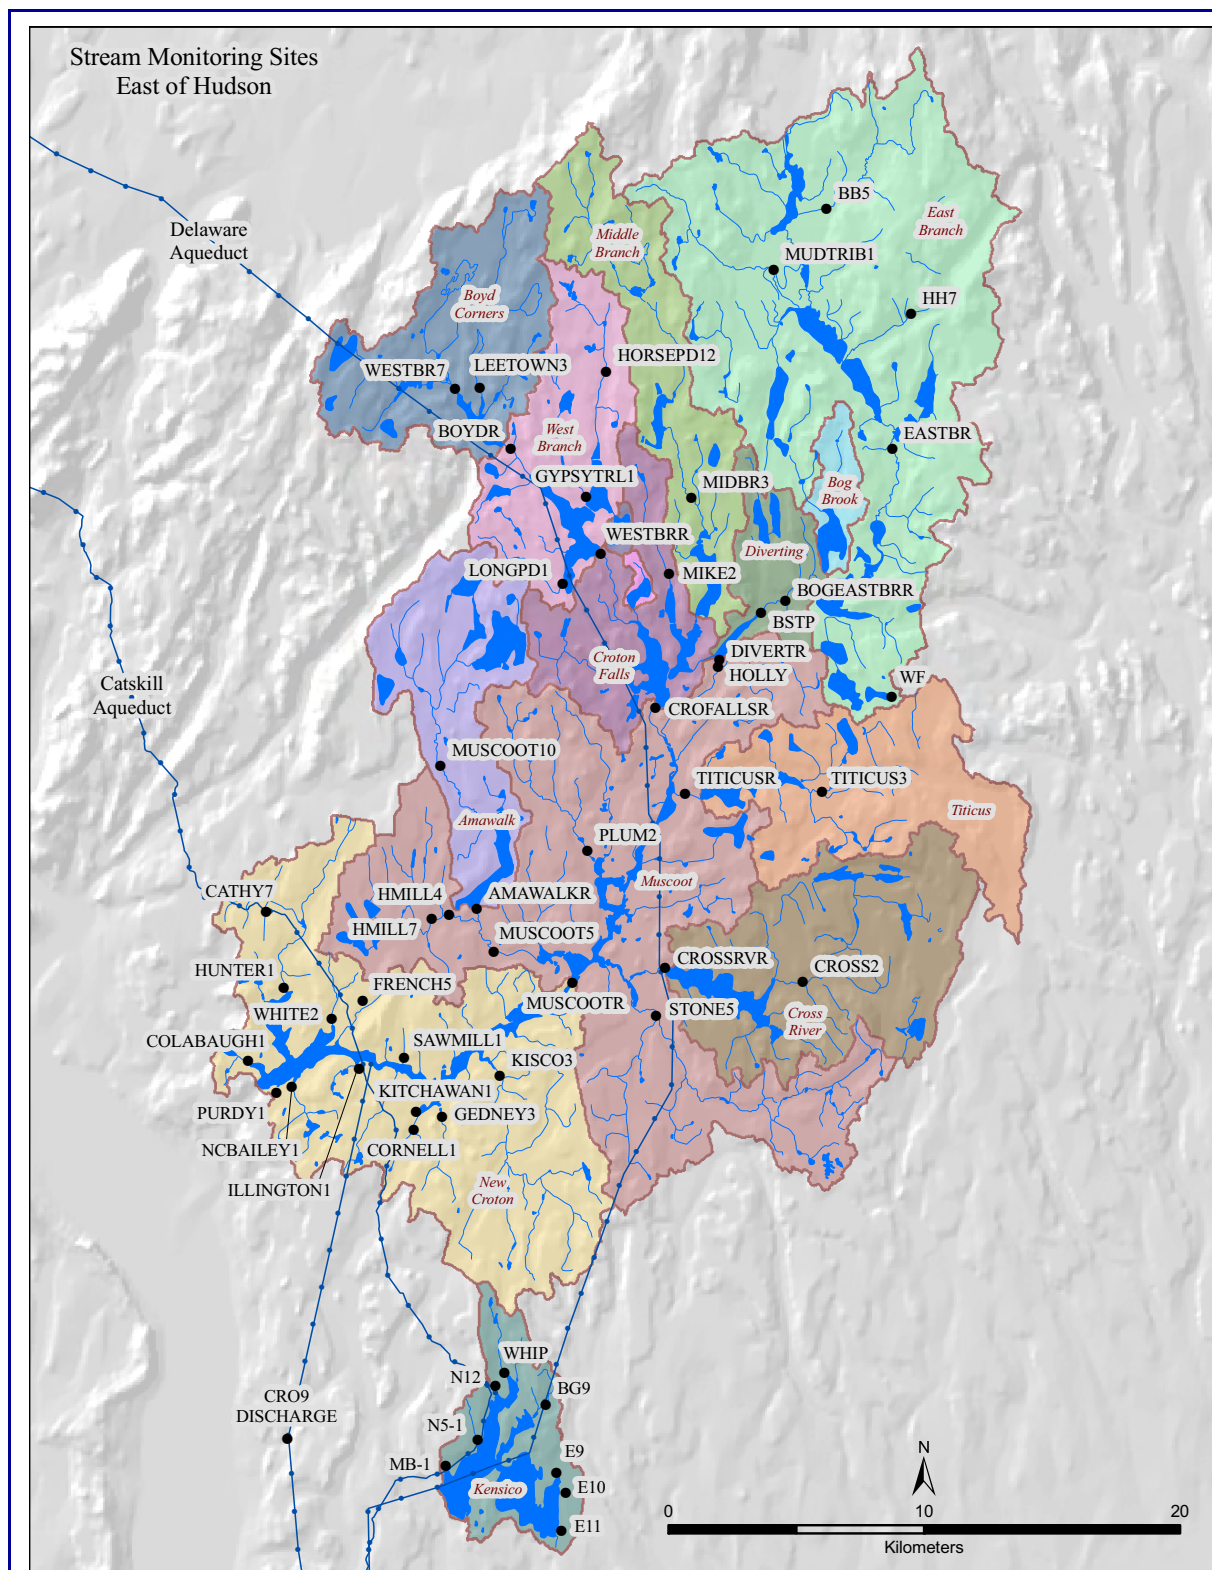 Stream Monitoring Sites
East of Hudson
BB5
East
Branch
Delaware
Aqueduct
Middle
Branch
MUDTRIB1
Boyd
Corners
HH7
HORSEPD12
WESTBR7
LEETOWN3
BOYDR
West
Branch
EASTBR
GYPSYTRL1
MIDBR3
Bog
Brook
WESTBRR
Diverting
LONGPD1
MIKE2
BOGEASTBRR
BSTP
DIVERTR
Croton
Falls
HOLLY
WF
Catskill
Aqueduct
CROFALLSR
MUSCOOT10
TITICUSR
TITICUS3
Titicus
Amawalk
PLUM2
Muscoot
CATHY7
HMILL4
AMAWALKR
HMILL7
MUSCOOT5
CROSSRVR
CROSS2
HUNTER1
FRENCH5
MUSCOOTR
STONE5
Cross
River
WHITE2
COLABAUGH1
SAWMILL1
KISCO3
KITCHAWAN1
PURDY1
GEDNEY3
NCBAILEY1
CORNELL1
ILLINGTON1
New
Croton
WHIP
N12
BG9
CRO9
DISCHARGE
N5-1
E9
MB-1
E10
Kensico
E11
N
0
10
20
Kilometers